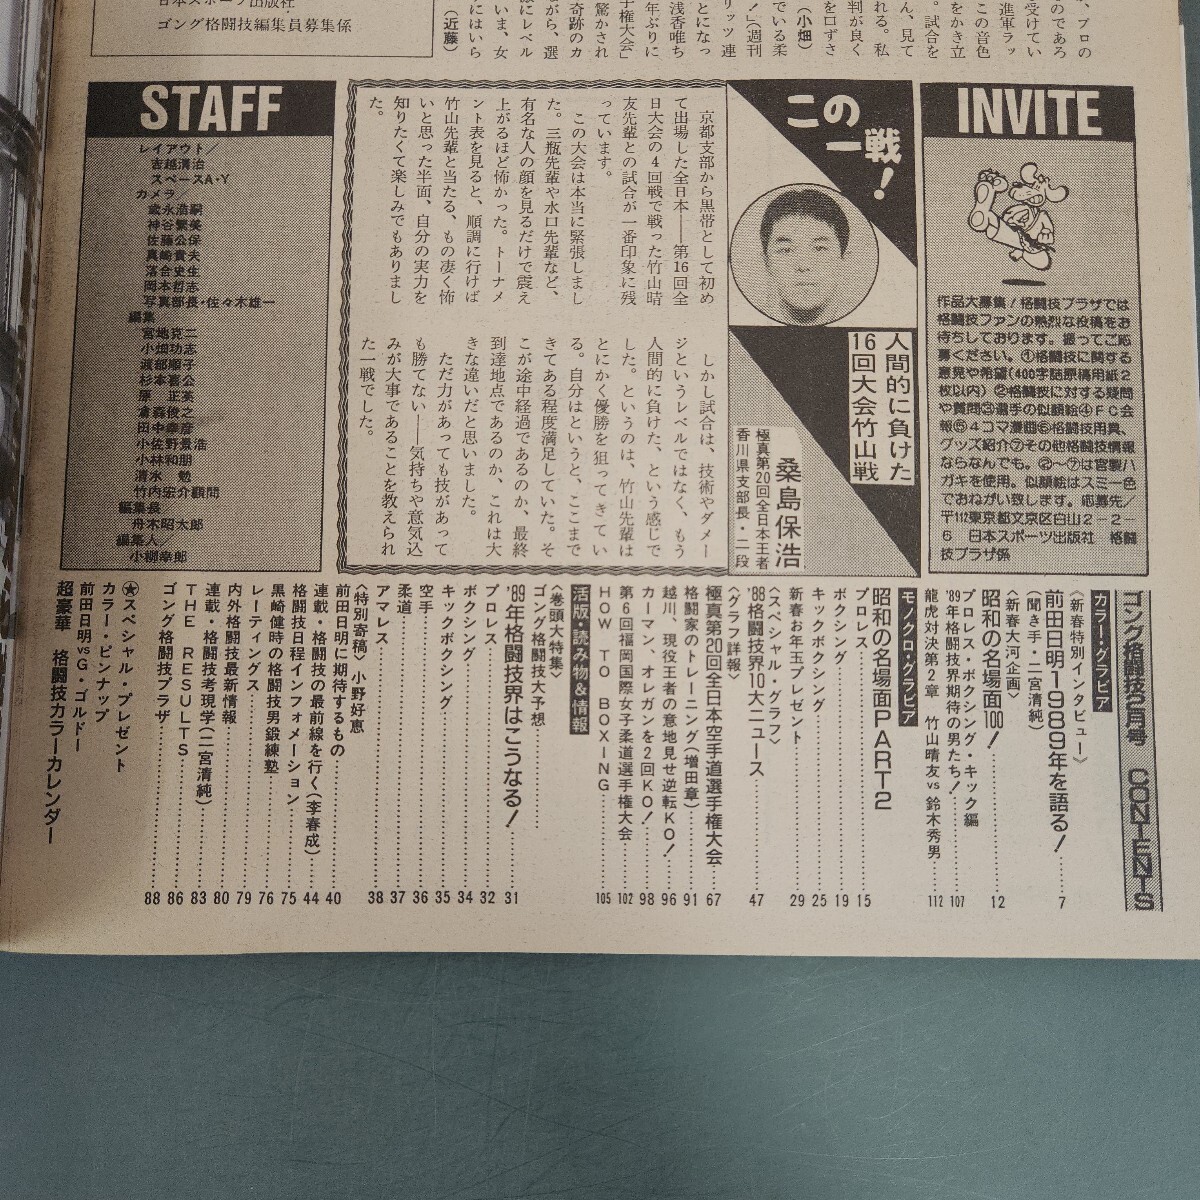 日本スポーツ出版社
ゴング格闘技編集員募集係
(近藤)
(小畑)
INVITE
作品大募集！格闘技プラザでは
格闘技ファンの熱烈な投稿をお
待ちしております。振ってご応
募ください。①格闘技に関する
意見や希望(400字詰原稿用紙2
枚以内)②格闘技に対する疑問
や質問③選手の似顔絵④FC会
報⑤4コマ漫画⑥格闘技用具、
グッズ紹介⑦その他格闘技情報
ならなんでも。②〜⑦は官製ハ
ガキを使用。似顔絵はスミ一色
でおねがい致します。応募先／
〒112東京都文京区白山2-2-
6 日本スポーツ出版社 格闘
技プラザ係
この一戦！
人間的に負けた
16回大会竹山戦
桑島保浩
極真第20回全日本王者
香川県支部長・二段
京都支部から黒帯として初め
て出場した全日本――第16回全
日大会の4回戦で戦った竹山晴
友先輩との試合が一番印象に残
っています。
この大会は本当に緊張しまし
た。三瓶先輩や水口先輩など、
有名な人の顔を見るだけで震え
上がるほど怖かった。トーナメ
ント表を見ると、順調に行けば
竹山先輩と当たる、もの凄く怖
いと思った半面、自分の実力を
知りたくて楽しみでもありまし
た。
しかし試合は、技術やダメー
ジというレベルではなく、もう
人間的に負けた、という感じで
した。というのは、竹山先輩は
とにかく優勝を狙ってきてい
る。自分はというと、ここまで
きてある程度満足していた。そ
こが途中経過であるのか、最終
到達地点であるのか、これは大
きな違いだと思いました。
ただ力があっても技があって
も勝てない――気持ちや意気込
みが大事であることを教えられ
た一戦でした。
STAFF
レイアウト／
吉越清治
スペースA・Y
カメラ／
歳永浩嗣
神谷繁美
佐藤公保
真崎貴夫
落合史生
岡本哲志
写真部長・佐々木雄一
編集／
宮地克二
小畑功志
渡部順子
杉本喜公
原 正英
倉森俊之
田中幸彦
小佐野景浩
小林和朋
清水 勉
竹内宏介顧問
編集長／
舟木昭太郎
編集人／
小柳幸郎
ゴング格闘技2月号 CONTENTS
カラー・グラビア
〈新春特別インタビュー〉
前田日明1989年を語る！……7
(聞き手・二宮清純)
〈新春大河企画〉
昭和の名場面100！……12
プロレス・ボクシング・キック編
'89年格闘技界期待の男たち！……107
龍虎対決第2章 竹山晴友vs鈴木秀男……112
モノクロ・グラビア
昭和の名場面PART2
プロレス……15
ボクシング……19
キックボクシング……25
新春お年玉プレゼント……29
〈スペシャル・グラフ〉
'88格闘技界10大ニュース……47
〈グラフ詳報〉
極真第20回全日本空手道選手権大会……67
格闘家のトレーニング(増田章)……91
越川、現役王者の意地見せ逆転KO！……96
カーマン、オレガンを2回KO！……98
第6回福岡国際女子柔道選手権大会……102
HOW TO BOXING……105
活版・読み物&情報
〈巻頭大特集〉
ゴング格闘技大予想
'89年格闘技界はこうなる！……31
プロレス……32
ボクシング……34
キックボクシング……35
空手……36
柔道……37
アマレス……38
〈特別寄稿〉小野好恵
前田日明に期待するもの……40
連載・格闘技の最前線を行く(李春成)……44
格闘技日程インフォメーション……75
黒崎健時の格闘技男鍛練塾……76
レーティングス……79
内外格闘技最新情報……80
連載・格闘技考現学(二宮清純)……83
THE RESULTS……86
ゴング格闘技プラザ……88
★スペシャル・プレゼント
カラー・ピンナップ
前田日明vsG・ゴルドー
超豪華 格闘技カラーカレンダー